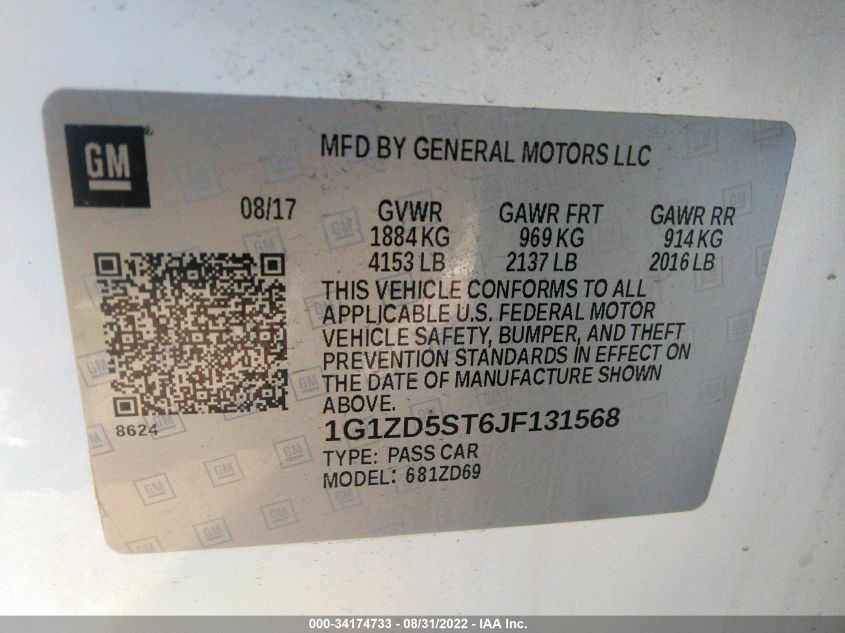 GM
MFD BY GENERAL MOTORS LLC
08/17 GVWR GAWR FRT GAWR RR
1884 KG 969 KG 914 KG
4153 LB 2137 LB 2016 LB
THIS VEHICLE CONFORMS TO ALL
APPLICABLE U.S. FEDERAL MOTOR
VEHICLE SAFETY, BUMPER, AND THEFT
PREVENTION STANDARDS IN EFFECT ON
THE DATE OF MANUFACTURE SHOWN
ABOVE.
8624
1G1ZD5ST6JF131568
TYPE: PASS CAR
MODEL: 681ZD69
000-34174733 - 08/31/2022 - IAA Inc.